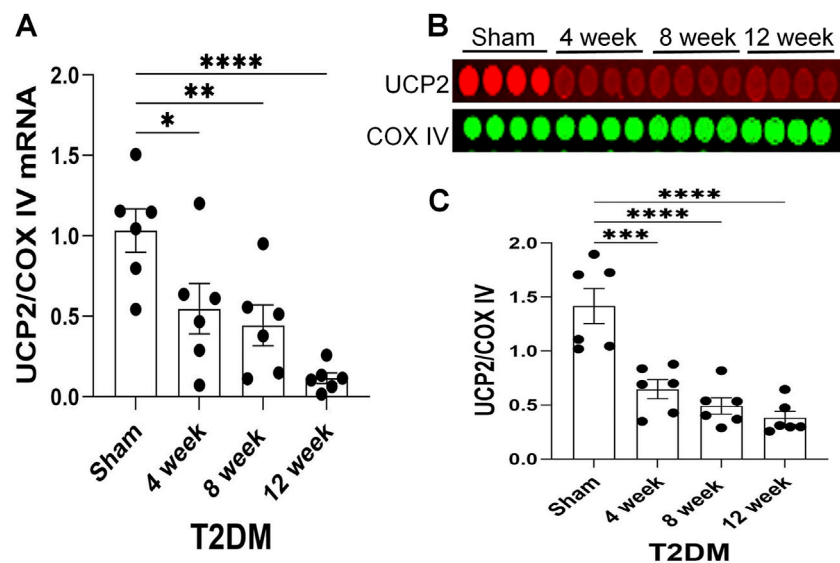 A
UCP2/COX IV mRNA
2.0
1.5
1.0
0.5
0.0
****
**
*
Sham
4 week
8 week
12 week
T2DM
B
Sham 4 week 8 week 12 week
UCP2
COX IV
C
UCP2/COX IV
2.0
1.5
1.0
0.5
0.0
****
****
***
Sham
4 week
8 week
12 week
T2DM